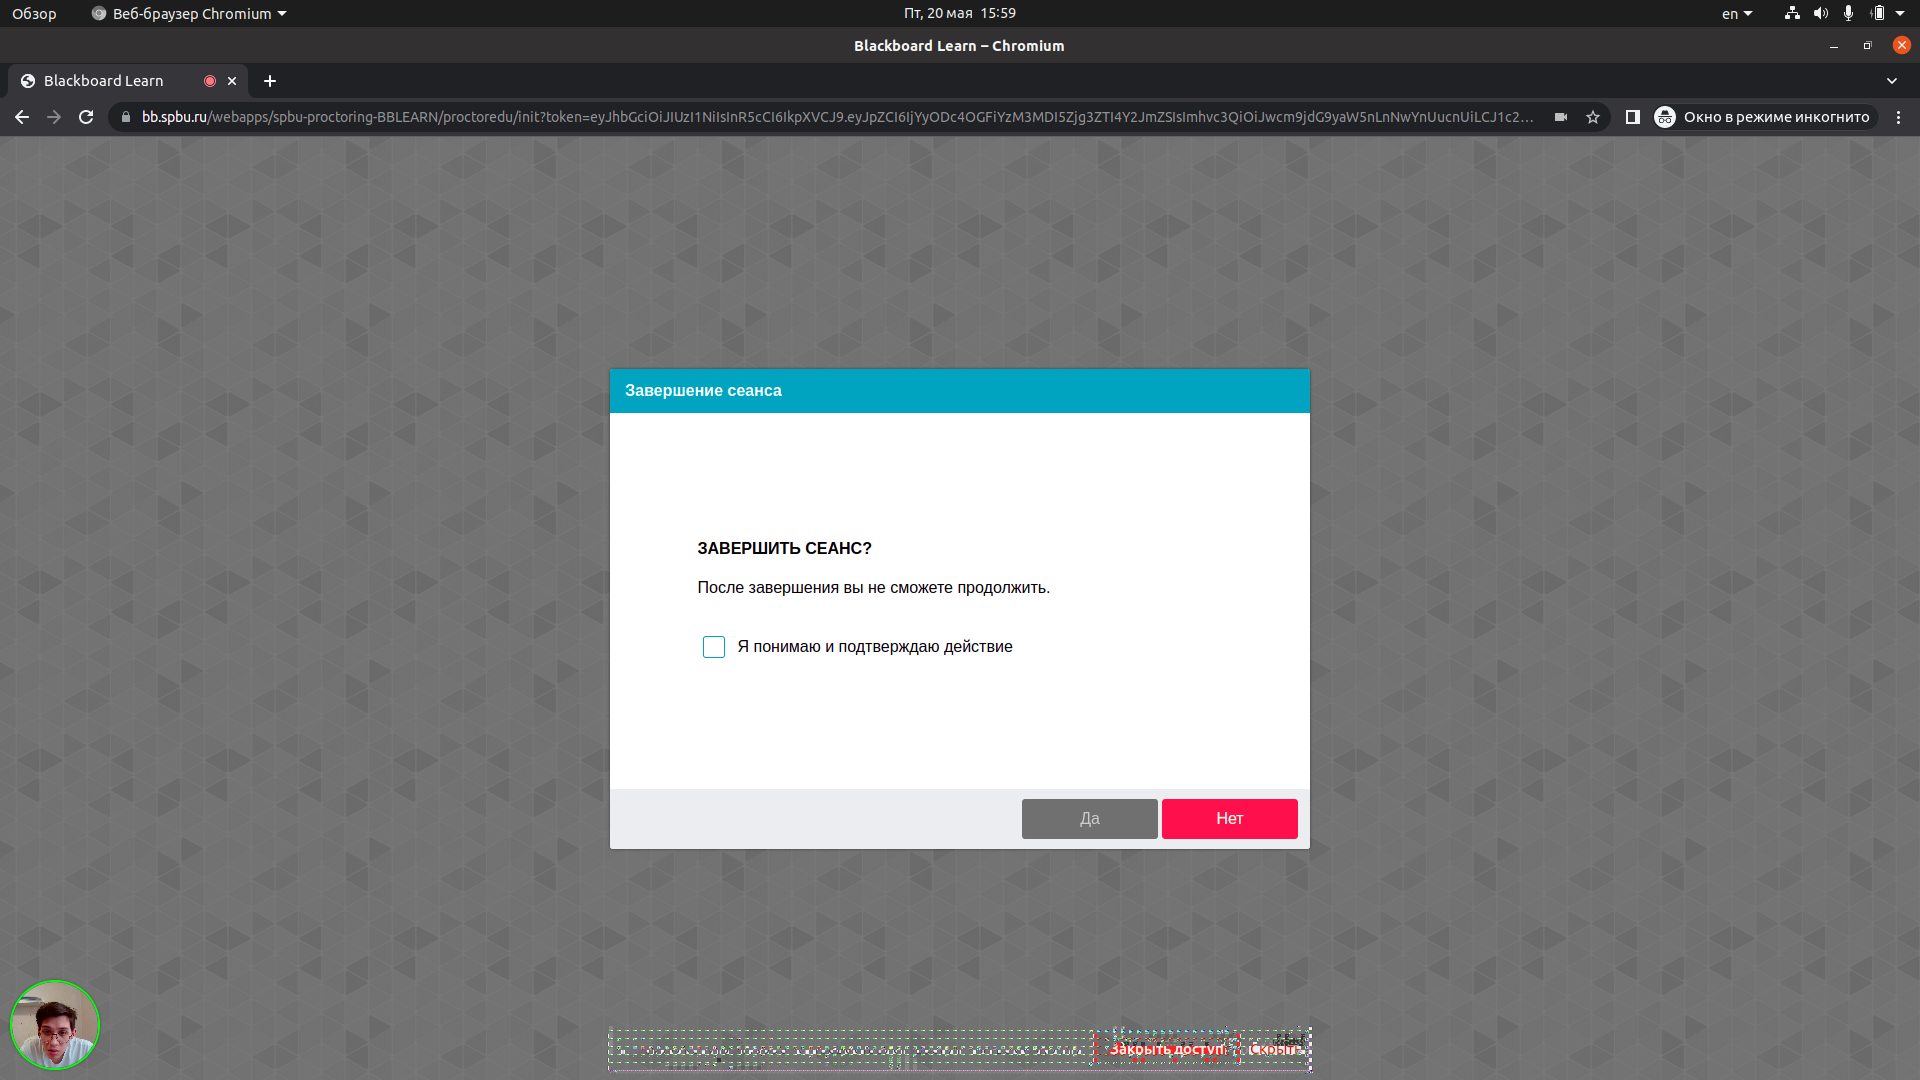 Обзор
Веб-браузер Chromium
Пт, 20 мая 15:59
en
Blackboard Learn – Chromium
Blackboard Learn
bb.spbu.ru/webapps/spbu-proctoring-BBLEARN/proctoredu/init?token=eyJhbGciOiJIUzI1NiIsInR5cCI6IkpXVCJ9.eyJpZCI6IjYyODc4OGFiYzM3MDI5Zjg3ZTI4Y2JmZSIsImhvc3QiOiJwcm9jdG9yaW5nLnNwYnUucnUiLCJ1c2...
Окно в режиме инкогнито
Завершение сеанса
ЗАВЕРШИТЬ СЕАНС?
После завершения вы не сможете продолжить.
Я понимаю и подтверждаю действие
Да
Нет
Закрыть доступ
Скрыть